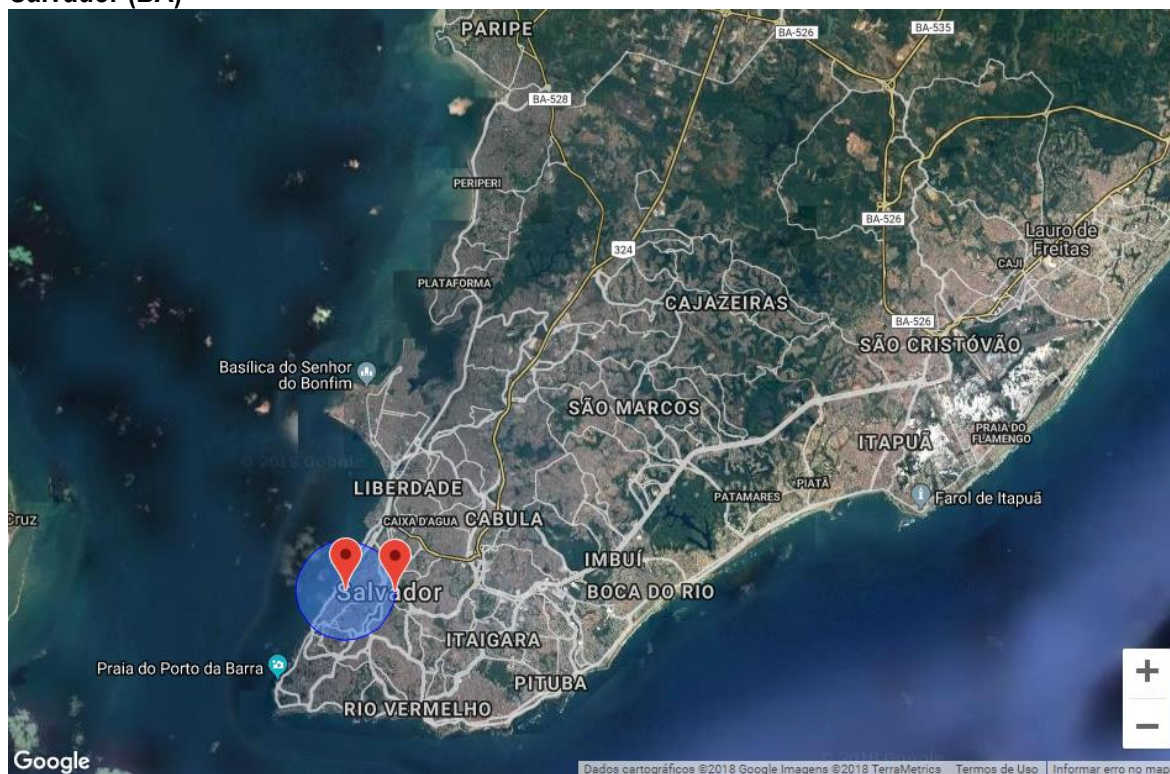 Salvador (BA)
PARIPE
BA-526
BA-535
BA-528
PERIPERI
BA-526
Lauro de
Freitas
CAJI
324
PLATAFORMA
CAJAZEIRAS
BA-526
SÃO CRISTÓVÃO
Basílica do Senhor
do Bonfim
SÃO MARCOS
PRAIA DO
FLAMENGO
ITAPUÃ
© 2018 Google
LIBERDADE
PIATÃ
PATAMARES
Farol de Itapuã
Cruz
CAIXA D'AGUA
CABULA
IMBUÍ
Salvador
BOCA DO RIO
ITAIGARA
Praia do Porto da Barra
PITUBA
RIO VERMELHO
+
−
Google
Dados cartográficos ©2018 Google Imagens ©2018 TerraMetrics Termos de Uso Informar erro no map